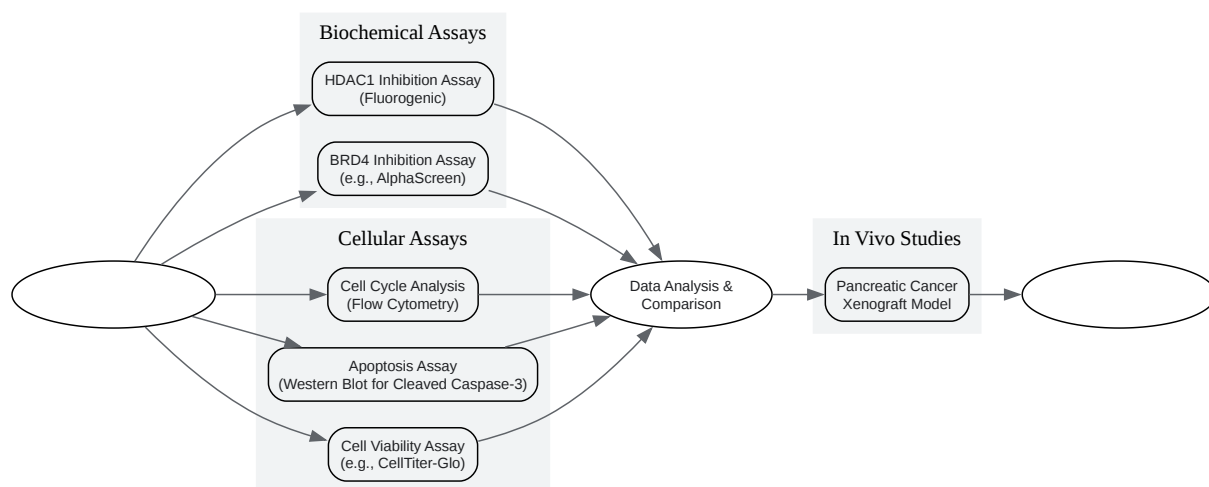 Biochemical Assays
HDAC1 Inhibition Assay
(Fluorogenic)
BRD4 Inhibition Assay
(e.g., AlphaScreen)
Cellular Assays
Cell Cycle Analysis
(Flow Cytometry)
Apoptosis Assay
(Western Blot for Cleaved Caspase-3)
Cell Viability Assay
(e.g., CellTiter-Glo)
Data Analysis &
Comparison
In Vivo Studies
Pancreatic Cancer
Xenograft Model